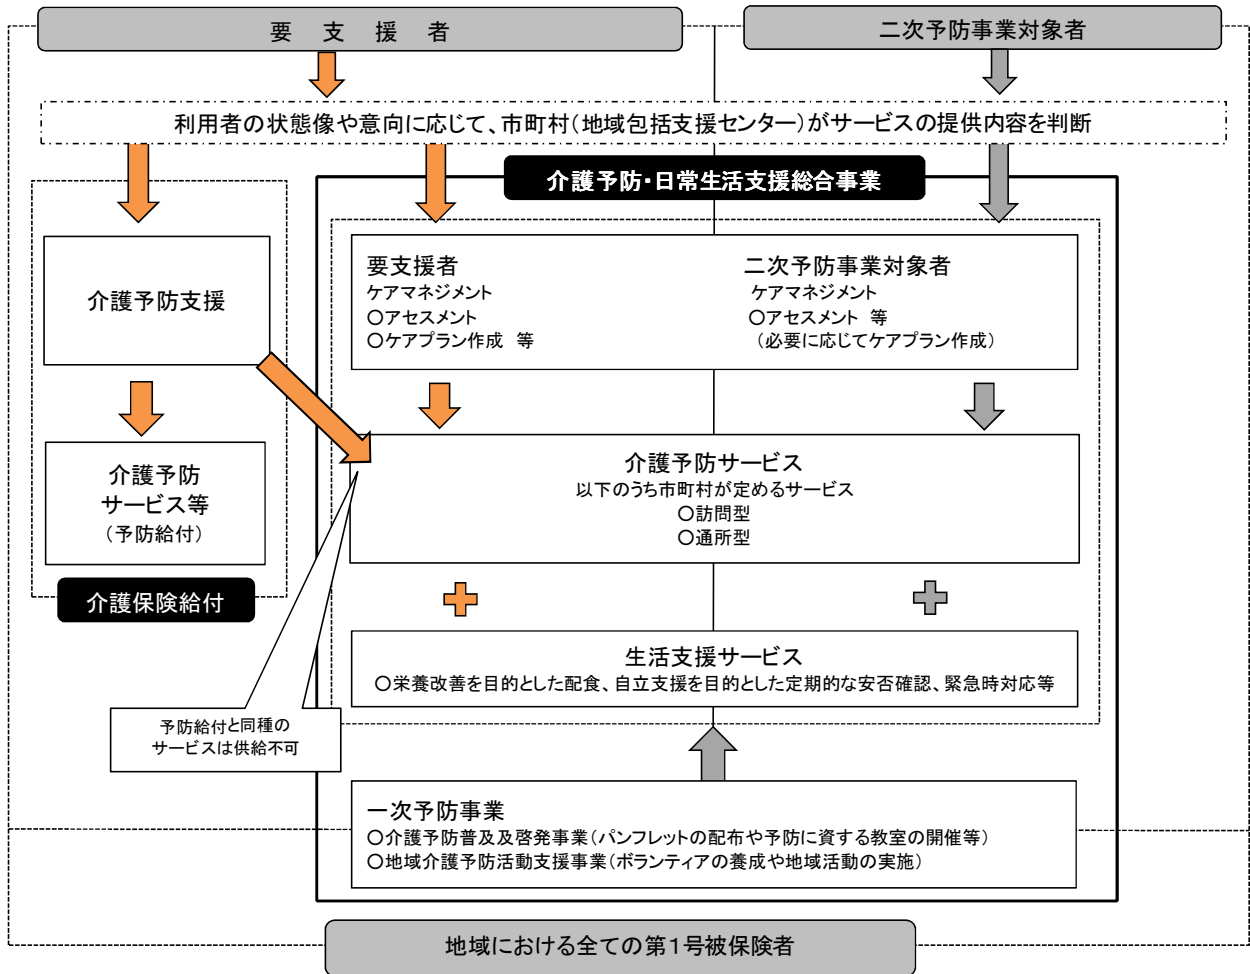 要 支 援 者
二次予防事業対象者
利用者の状態像や意向に応じて、市町村(地域包括支援センター)がサービスの提供内容を判断
介護予防・日常生活支援総合事業
介護予防支援
要支援者
ケアマネジメント
○アセスメント
○ケアプラン作成 等
二次予防事業対象者
ケアマネジメント
○アセスメント 等
(必要に応じてケアプラン作成)
介護予防
サービス等
(予防給付)
介護保険給付
介護予防サービス
以下のうち市町村が定めるサービス
○訪問型
○通所型
生活支援サービス
○栄養改善を目的とした配食、自立支援を目的とした定期的な安否確認、緊急時対応等
予防給付と同種の
サービスは供給不可
一次予防事業
○介護予防普及及啓発事業(パンフレットの配布や予防に資する教室の開催等)
○地域介護予防活動支援事業(ボランティアの養成や地域活動の実施)
地域における全ての第1号被保険者